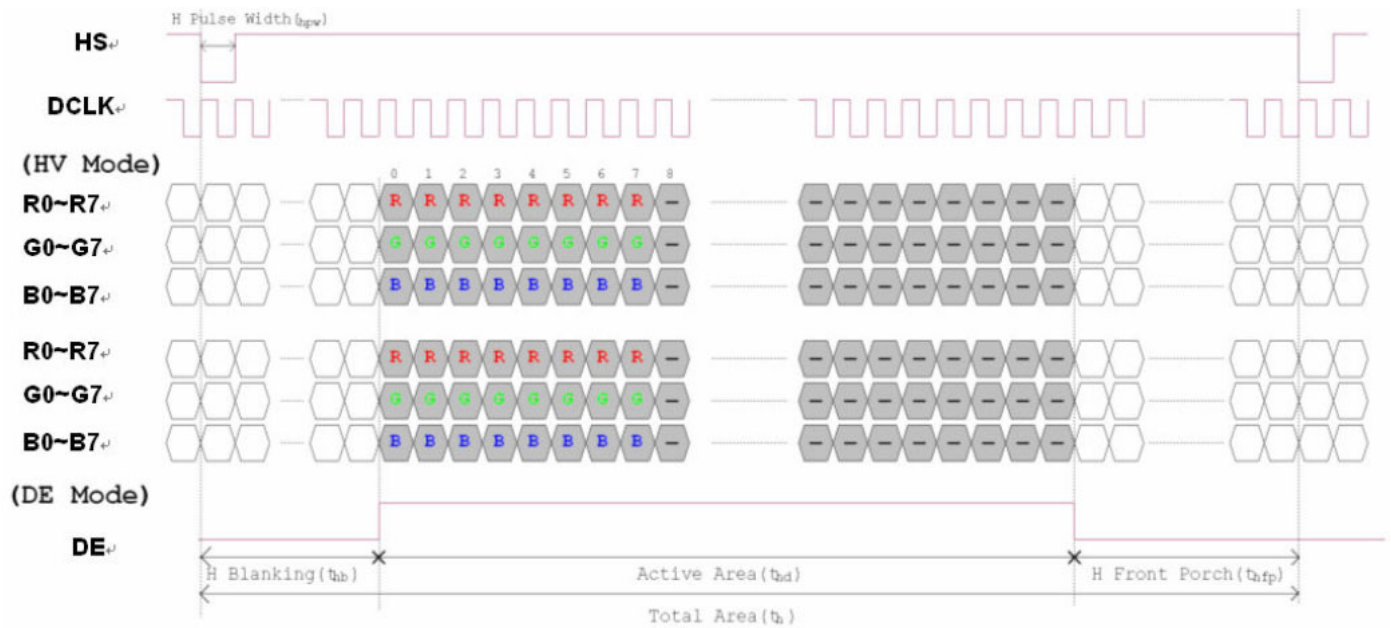 H Pulse Width(thpw)
HS
DCLK
(HV Mode)
0 1 2 3 4 5 6 7 8
R0~R7 R R R R R R R R — — — — — — — — —
G0~G7 G G G G G G G G — — — — — — — — —
B0~B7 B B B B B B B B — — — — — — — — —
R0~R7 R R R R R R R R — — — — — — — — —
G0~G7 G G G G G G G G — — — — — — — — —
B0~B7 B B B B B B B B — — — — — — — — —
(DE Mode)
DE
H Blanking(thb) Active Area(thd) H Front Porch(thfp)
Total Area(th)